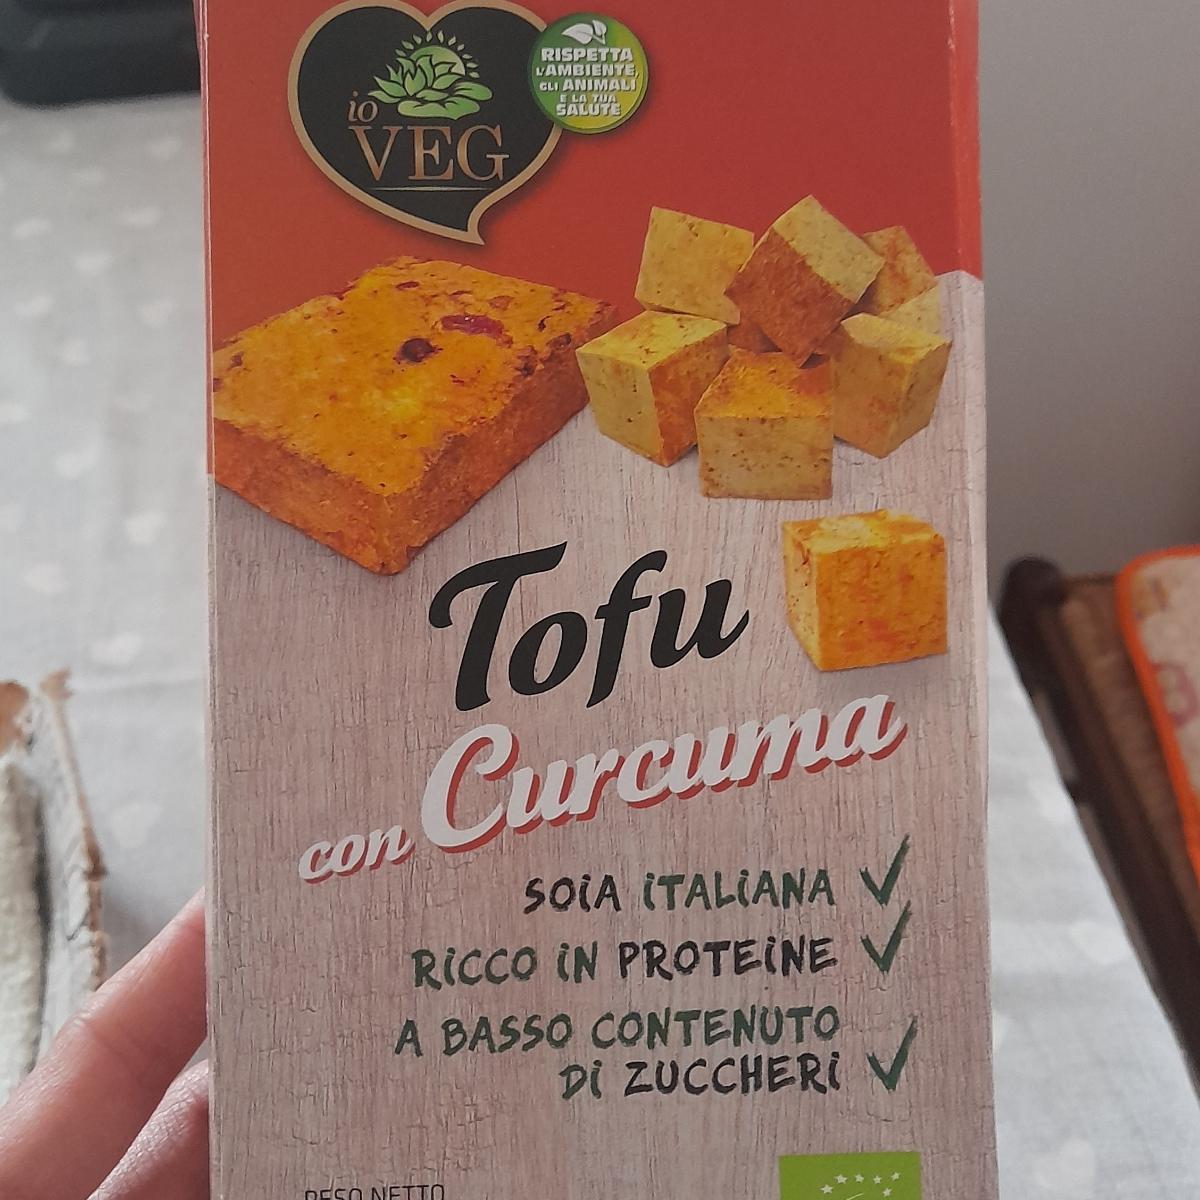 io
VEG
RISPETTA
L'AMBIENTE,
GLI ANIMALI
E LA TUA
SALUTE
Tofu
con Curcuma
SOIA ITALIANA
RICCO IN PROTEINE
A BASSO CONTENUTO
DI ZUCCHERI
PESO NETTO